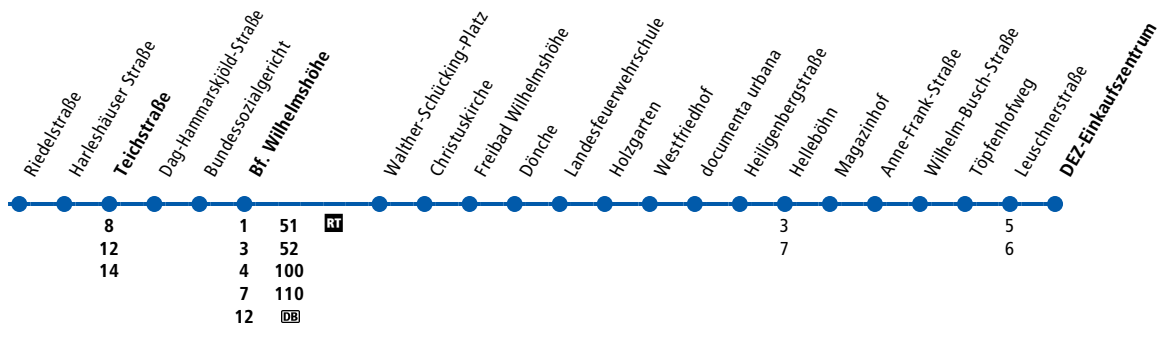 Riedelstraße
Harleshäuser Straße
Teichstraße
Dag-Hammarskjöld-Straße
Bundessozialgericht
Bf. Wilhelmshöhe
Walther-Schücking-Platz
Christuskirche
Freibad Wilhelmshöhe
Dönche
Landesfeuerwehrschule
Holzgarten
Westfriedhof
documenta urbana
Heiligenbergstraße
Helleböhn
Magazinhof
Anne-Frank-Straße
Wilhelm-Busch-Straße
Töpfenhofweg
Leuschnerstraße
DEZ-Einkaufszentrum
8 1 51 RT 3 5
12 3 52 7 6
14 4 100
7 110
12 DB